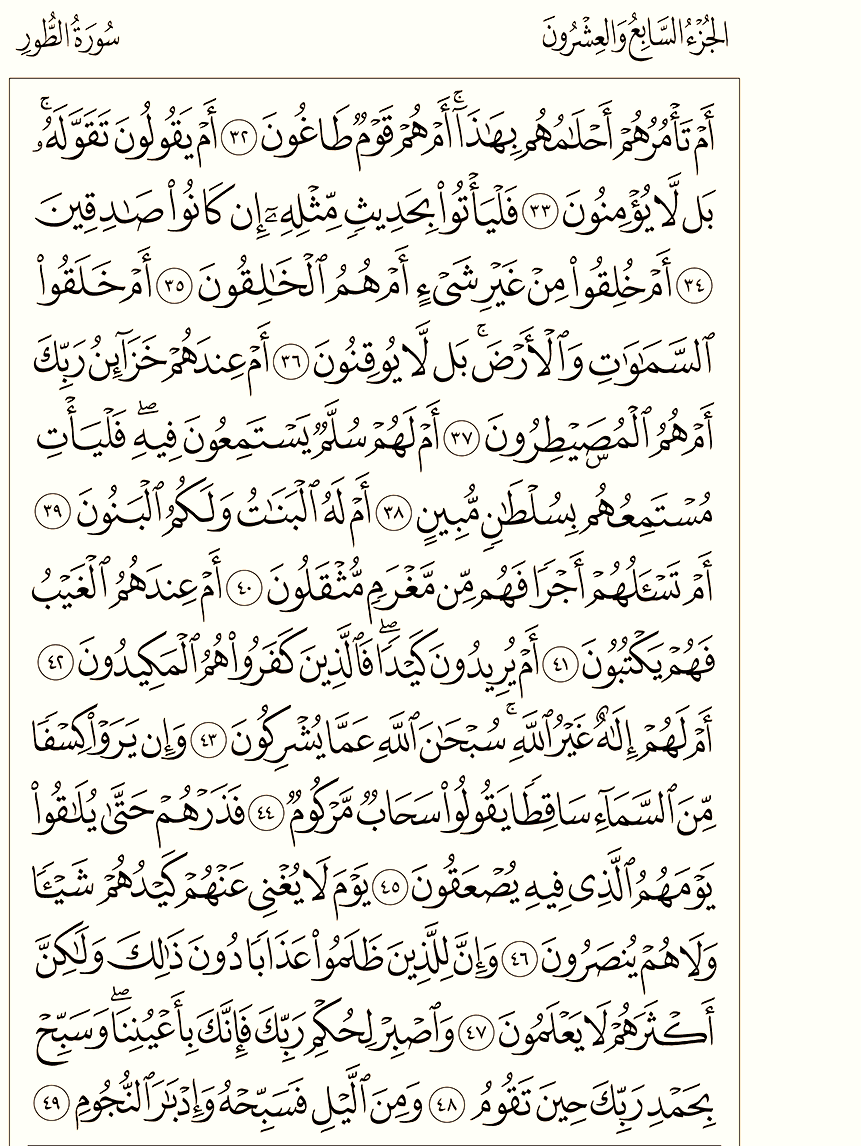 الجُزْءُ السَّابِعُ وَالعِشْرُونَ
سُورَةُ الطُّورِ
أَمْ تَأْمُرُهُمْ أَحْلَـٰمُهُم بِهَـٰذَآ ۚ أَمْ هُمْ قَوْمٌ طَاغُونَ ٣٢ أَمْ يَقُولُونَ تَقَوَّلَهُۥ ۚ
بَل لَّا يُؤْمِنُونَ ٣٣ فَلْيَأْتُوا۟ بِحَدِيثٍ مِّثْلِهِۦٓ إِن كَانُوا۟ صَـٰدِقِينَ
٣٤ أَمْ خُلِقُوا۟ مِنْ غَيْرِ شَىْءٍ أَمْ هُمُ ٱلْخَـٰلِقُونَ ٣٥ أَمْ خَلَقُوا۟
ٱلسَّمَـٰوَٰتِ وَٱلْأَرْضَ ۚ بَل لَّا يُوقِنُونَ ٣٦ أَمْ عِندَهُمْ خَزَآئِنُ رَبِّكَ
أَمْ هُمُ ٱلْمُصَۣيْطِرُونَ ٣٧ أَمْ لَهُمْ سُلَّمٌ يَسْتَمِعُونَ فِيهِ ۖ فَلْيَأْتِ
مُسْتَمِعُهُم بِسُلْطَـٰنٍ مُّبِينٍ ٣٨ أَمْ لَهُ ٱلْبَنَـٰتُ وَلَكُمُ ٱلْبَنُونَ ٣٩
أَمْ تَسْـَٔلُهُمْ أَجْرًا فَهُم مِّن مَّغْرَمٍ مُّثْقَلُونَ ٤٠ أَمْ عِندَهُمُ ٱلْغَيْبُ
فَهُمْ يَكْتُبُونَ ٤١ أَمْ يُرِيدُونَ كَيْدًا ۖ فَٱلَّذِينَ كَفَرُوا۟ هُمُ ٱلْمَكِيدُونَ ٤٢
أَمْ لَهُمْ إِلَـٰهٌ غَيْرُ ٱللَّهِ ۚ سُبْحَـٰنَ ٱللَّهِ عَمَّا يُشْرِكُونَ ٤٣ وَإِن يَرَوْا۟ كِسْفًا
مِّنَ ٱلسَّمَآءِ سَاقِطًا يَقُولُوا۟ سَحَابٌ مَّرْكُومٌ ٤٤ فَذَرْهُمْ حَتَّىٰ يُلَـٰقُوا۟
يَوْمَهُمُ ٱلَّذِى فِيهِ يُصْعَقُونَ ٤٥ يَوْمَ لَا يُغْنِى عَنْهُمْ كَيْدُهُمْ شَيْـًٔا
وَلَا هُمْ يُنصَرُونَ ٤٦ وَإِنَّ لِلَّذِينَ ظَلَمُوا۟ عَذَابًا دُونَ ذَٰلِكَ وَلَـٰكِنَّ
أَكْثَرَهُمْ لَا يَعْلَمُونَ ٤٧ وَٱصْبِرْ لِحُكْمِ رَبِّكَ فَإِنَّكَ بِأَعْيُنِنَا ۖ وَسَبِّحْ
بِحَمْدِ رَبِّكَ حِينَ تَقُومُ ٤٨ وَمِنَ ٱلَّيْلِ فَسَبِّحْهُ وَإِدْبَـٰرَ ٱلنُّجُومِ ٤٩